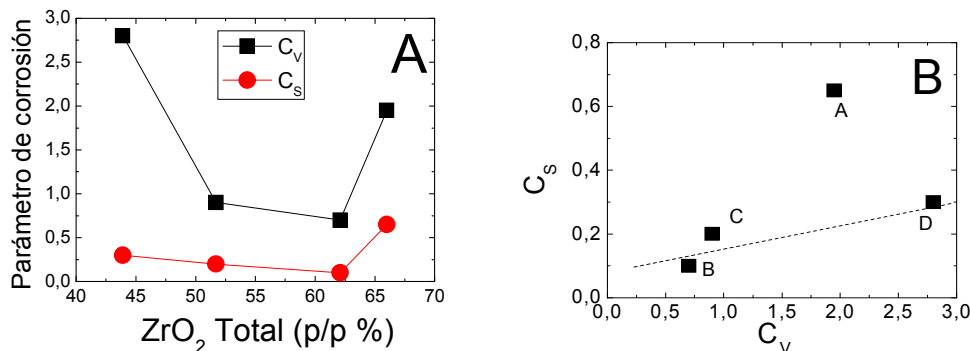 A
3,0
2,5
2,0
1,5
1,0
0,5
0,0
Parámetro de corrosión
C_V
C_S
40 45 50 55 60 65 70
ZrO₂ Total (p/p %)
B
0,8
0,6
0,4
0,2
0,0
C_S
A
C
B
D
0,0 0,5 1,0 1,5 2,0 2,5 3,0
C_V